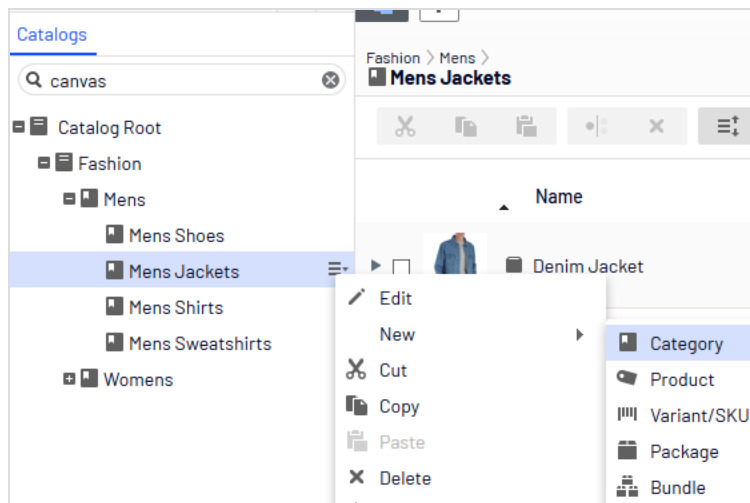 Catalogs
canvas
Catalog Root
Fashion
Mens
Mens Shoes
Mens Jackets
Mens Shirts
Mens Sweatshirts
Womens
Fashion > Mens >
Mens Jackets
Name
Denim Jacket
Edit
New
Cut
Copy
Paste
Delete
Category
Product
Variant/SKU
Package
Bundle